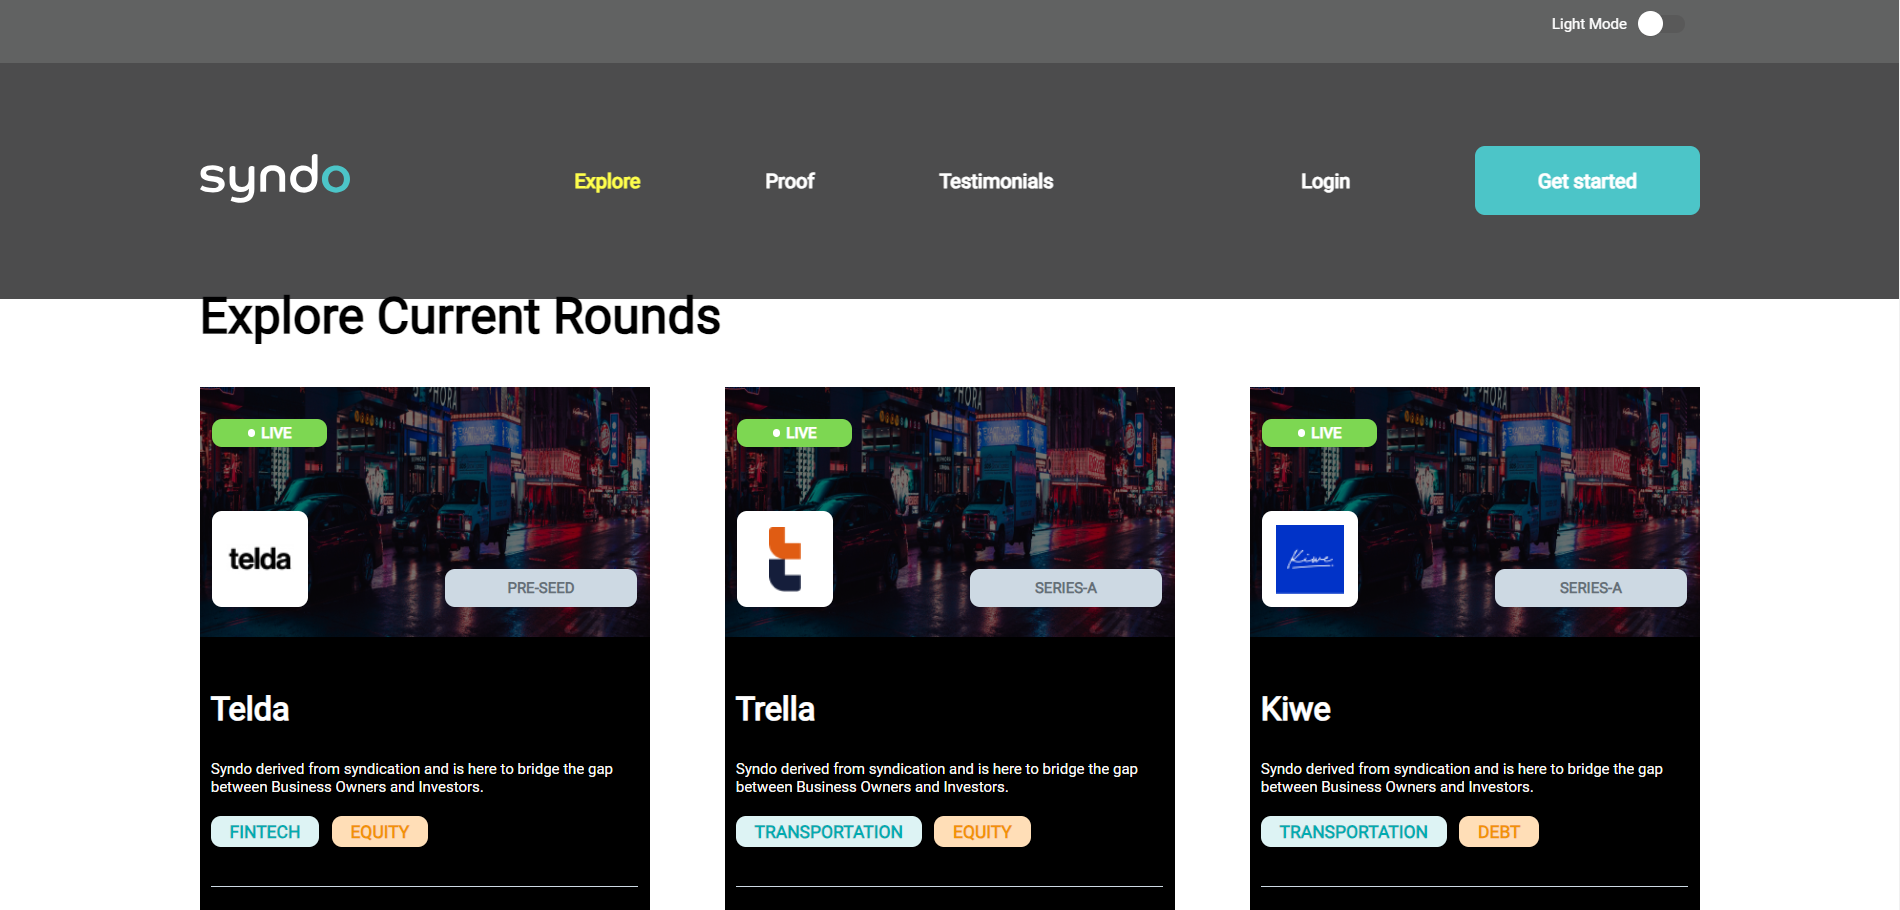 Light Mode
syndo
Explore
Proof
Testimonials
Login
Get started
Explore Current Rounds
LIVE
telda
PRE-SEED
Telda
Syndo derived from syndication and is here to bridge the gap
between Business Owners and Investors.
FINTECH
EQUITY
LIVE
t
SERIES-A
Trella
Syndo derived from syndication and is here to bridge the gap
between Business Owners and Investors.
TRANSPORTATION
EQUITY
LIVE
Kiwe
SERIES-A
Kiwe
Syndo derived from syndication and is here to bridge the gap
between Business Owners and Investors.
TRANSPORTATION
DEBT